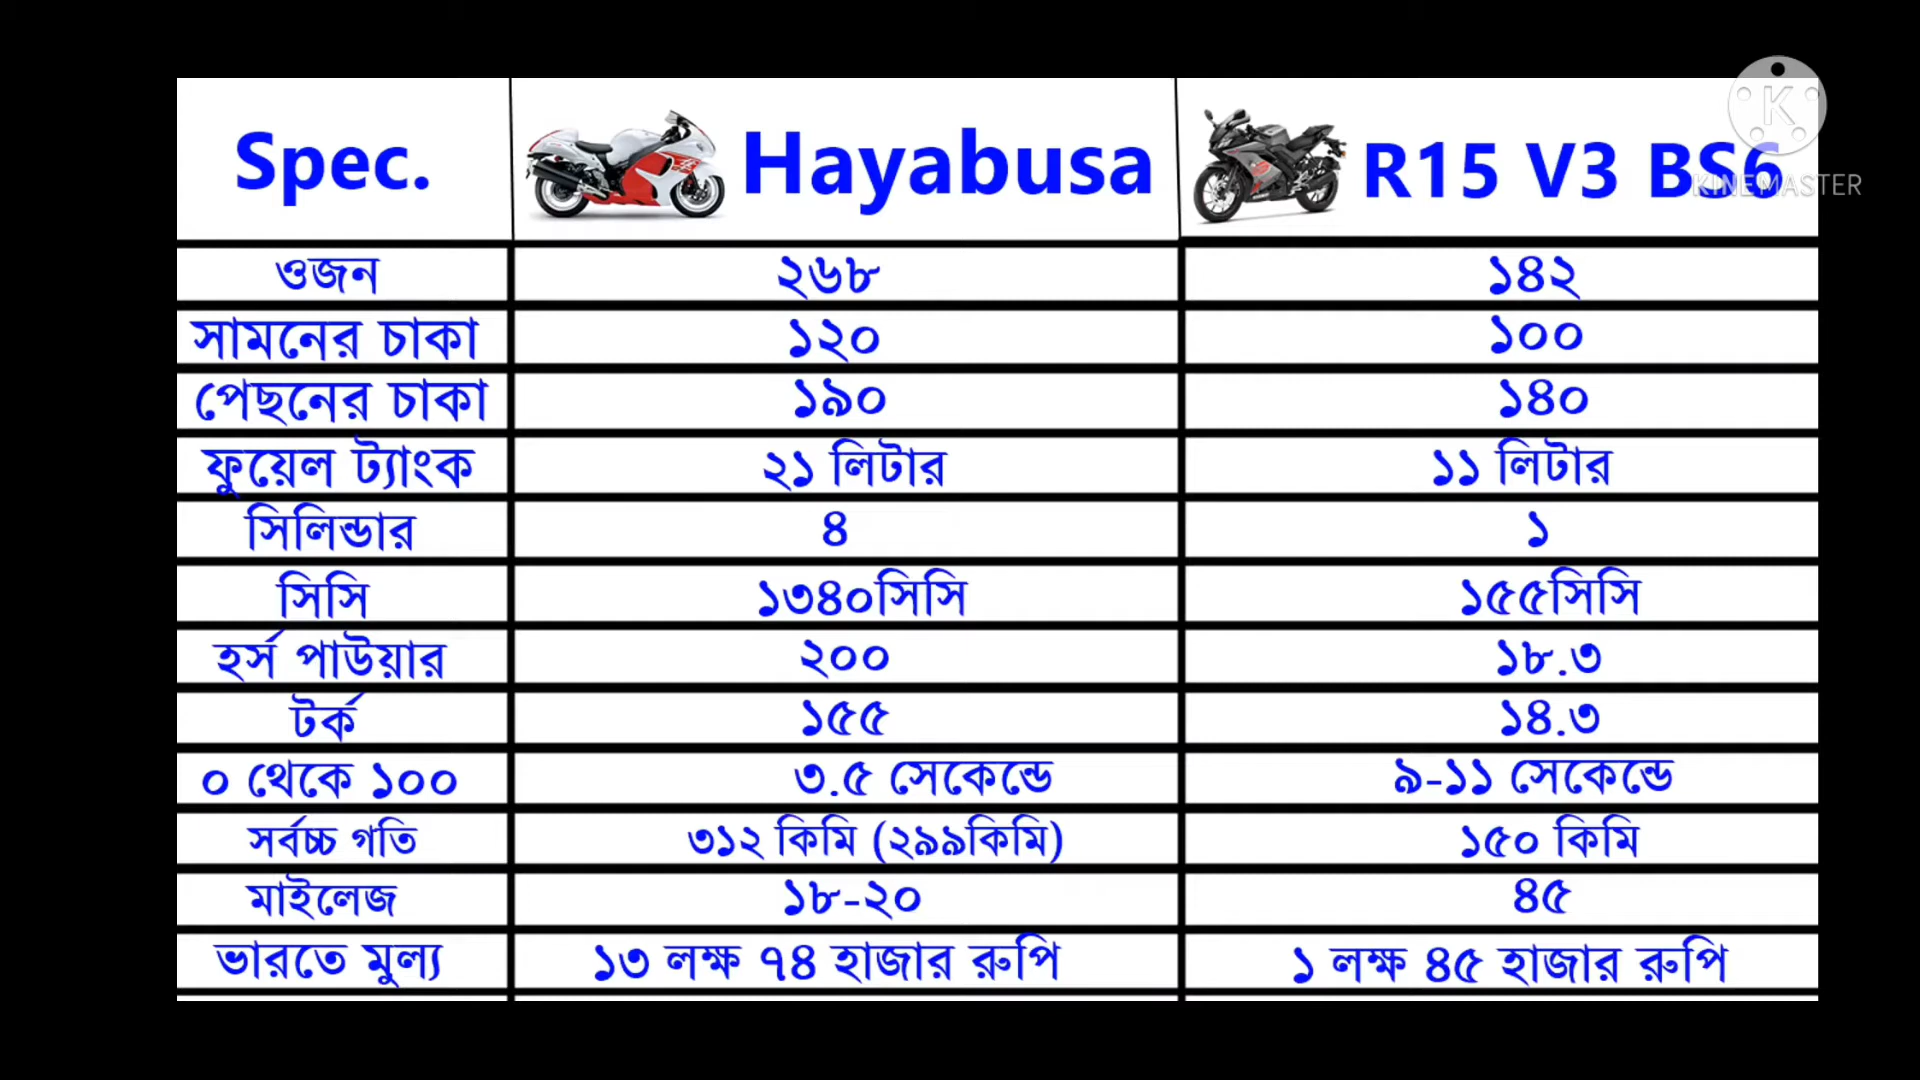 Spec. Hayabusa R15 V3 BS6
K
KINEMASTER
ওজন ২৬৮ ১৪২
সামনের চাকা ১২০ ১০০
পেছনের চাকা ১৯০ ১৪০
ফুয়েল ট্যাংক ২১ লিটার ১১ লিটার
সিলিন্ডার ৪ ১
সিসি ১৩৪০সিসি ১৫৫সিসি
হর্স পাউয়ার ২০০ ১৮.৩
টর্ক ১৫৫ ১৪.৩
০ থেকে ১০০ ৩.৫ সেকেন্ডে ৯-১১ সেকেন্ডে
সর্বচ্চ গতি ৩১২ কিমি (২৯৯কিমি) ১৫০ কিমি
মাইলেজ ১৮-২০ ৪৫
ভারতে মুল্য ১৩ লক্ষ ৭৪ হাজার রুপি ১ লক্ষ ৪৫ হাজার রুপি